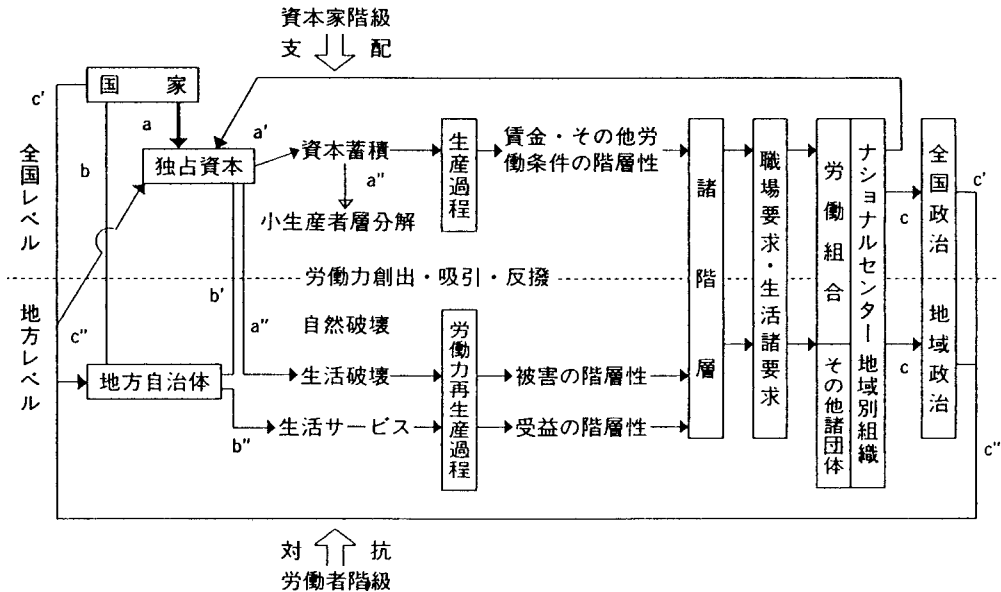 資本家階級
支 配
国 家
c'
a
a'
b
全国レベル
独占資本
資本蓄積
a"
小生産者層分解
生産過程
賃金・その他労
働条件の階層性
諸階層
職場要求・生活諸要求
労働組合
その他諸団体
ナショナルセンター
地域別組織
全国政治
地域政治
c
c'
労働力創出・吸引・反撥
地方レベル
b'
c"
a"
自然破壊
地方自治体
生活破壊
労働力再生産過程
被害の階層性
c
b"
生活サービス
受益の階層性
c"
対 抗
労働者階級